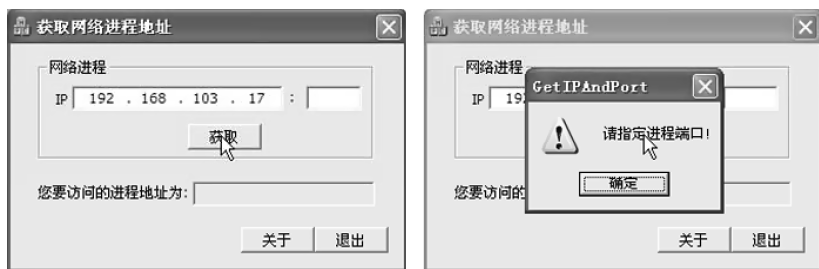 获取网络进程地址
网络进程
IP 192 . 168 . 103 . 17 :
获取
您要访问的进程地址为:
关于 退出
获取网络进程地址
网络进程
IP 192
GetIPAndPort
请指定进程端口!
确定
您要访问的
关于 退出